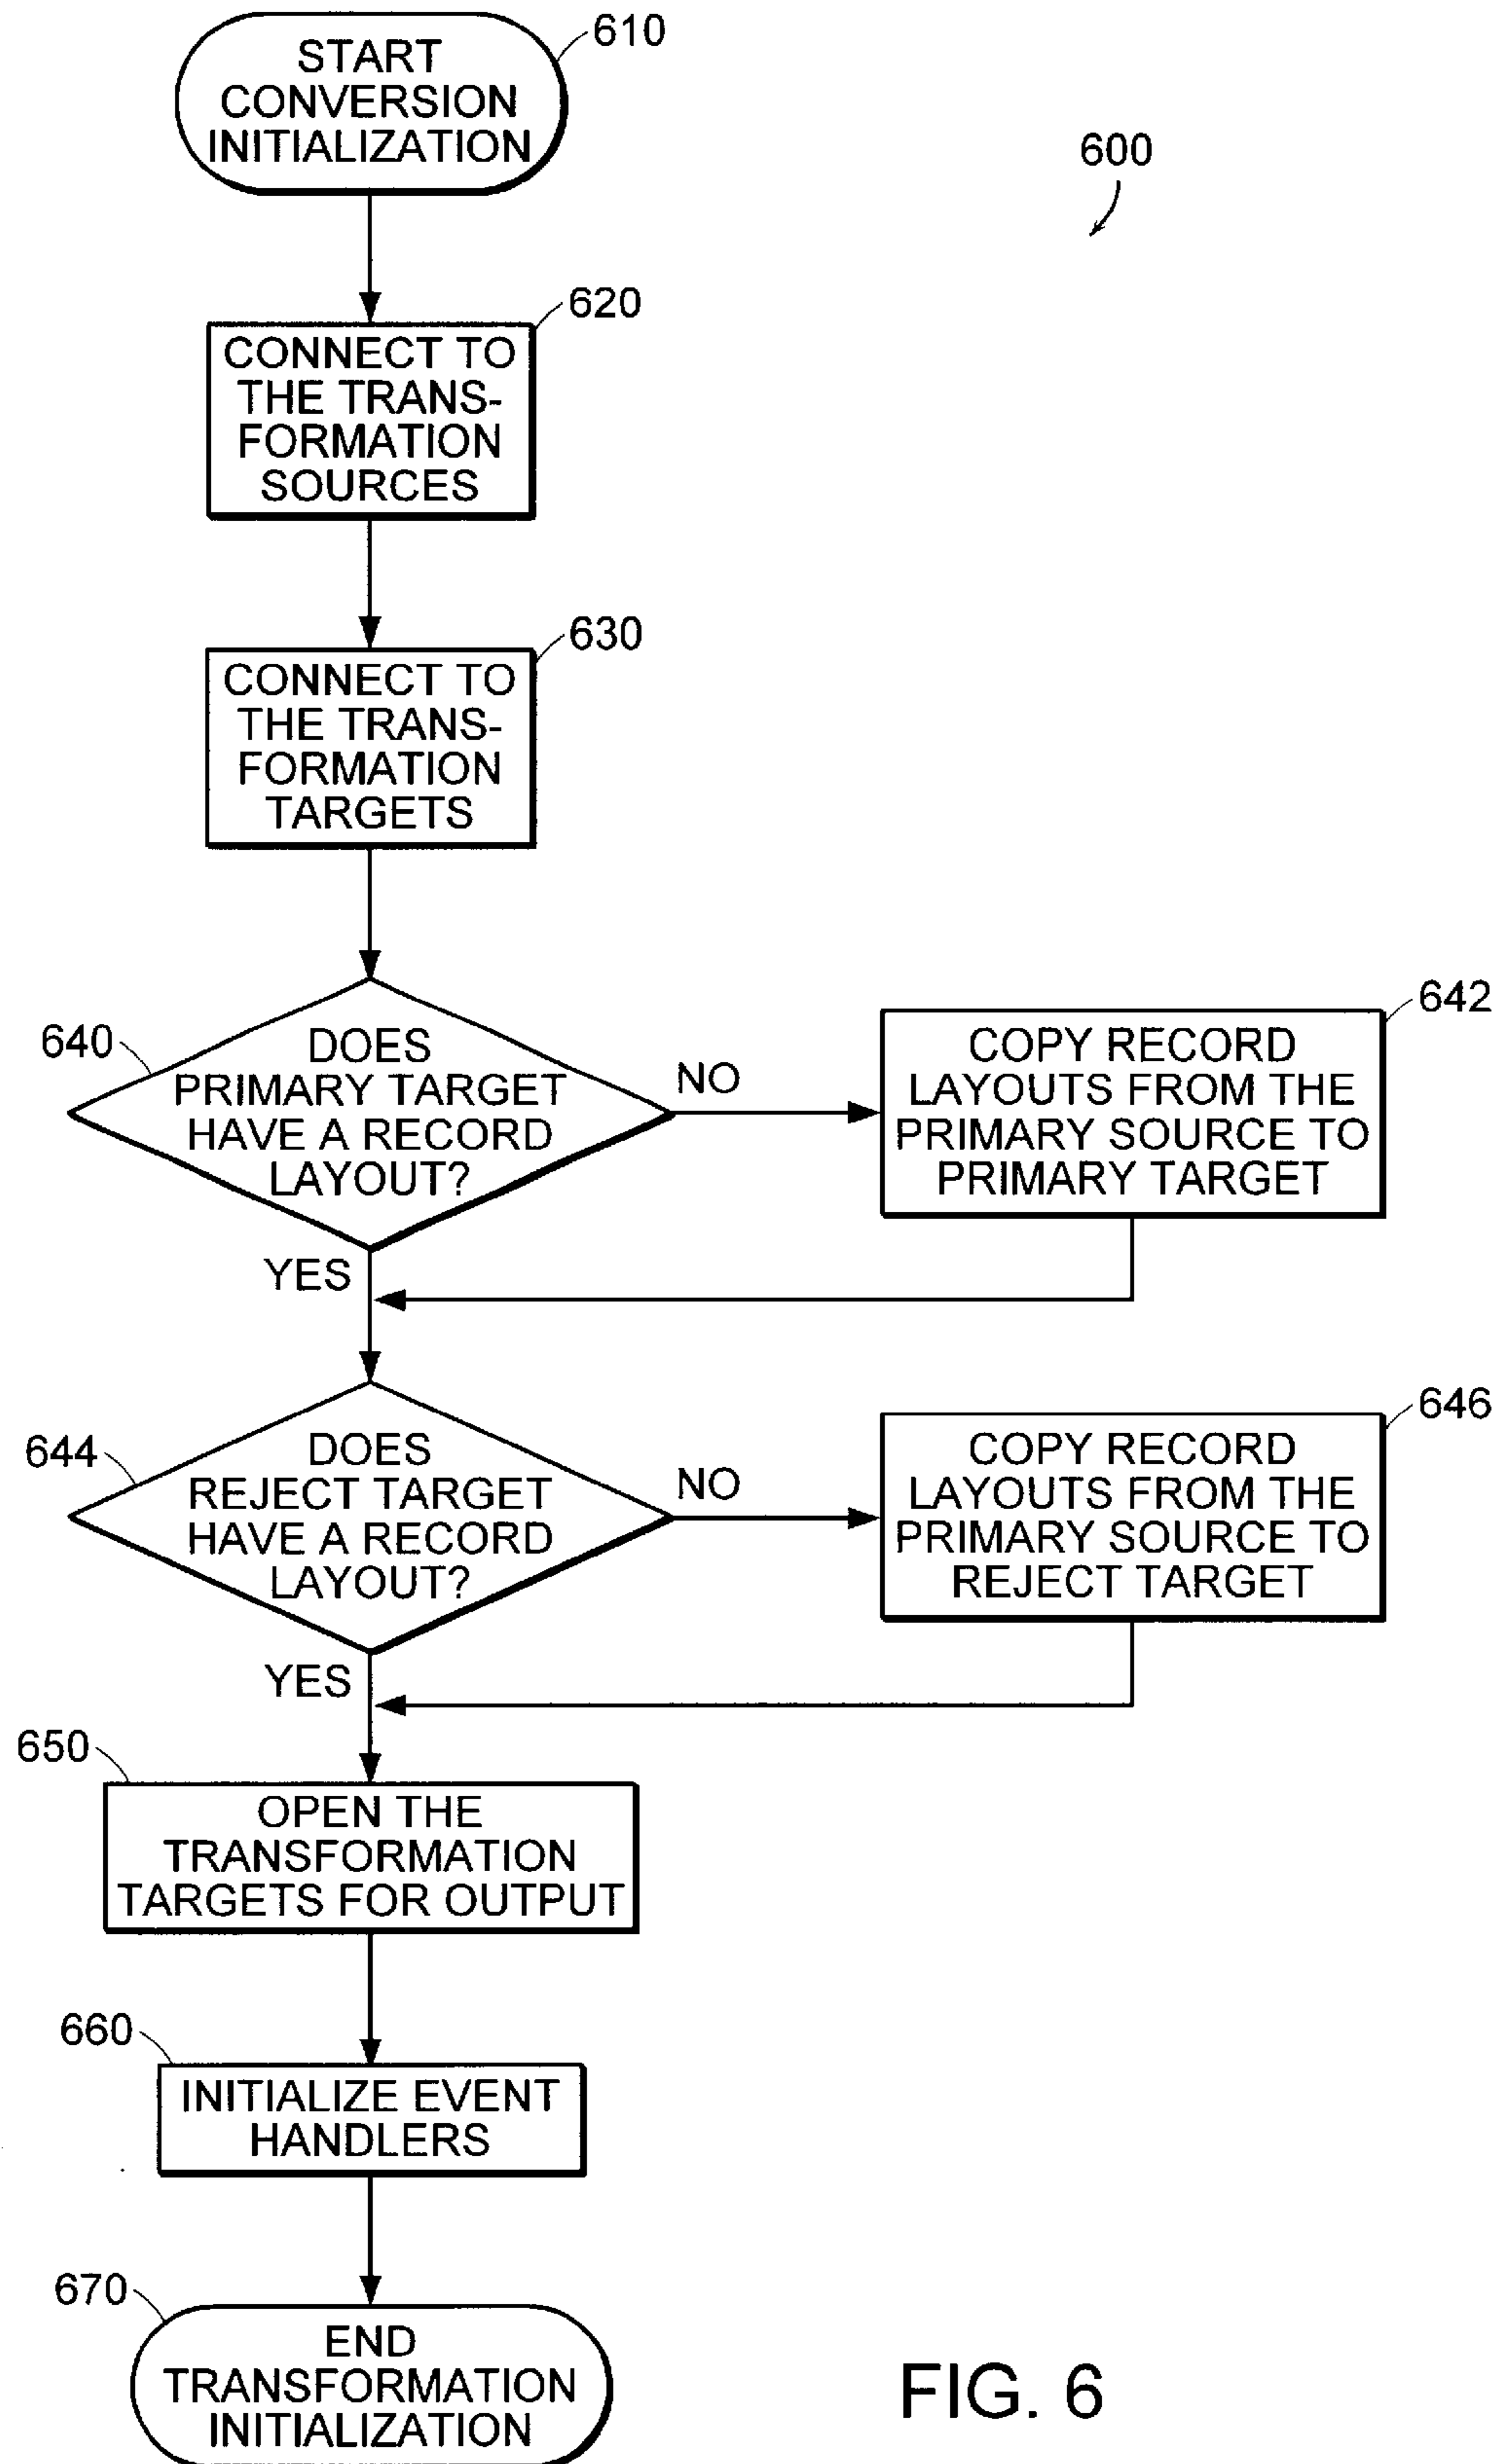 START
CONVERSION
INITIALIZATION
610
600
620
CONNECT TO
THE TRANS-
FORMATION
SOURCES
630
CONNECT TO
THE TRANS-
FORMATION
TARGETS
640
DOES
PRIMARY TARGET
HAVE A RECORD
LAYOUT?
NO
642
COPY RECORD
LAYOUTS FROM THE
PRIMARY SOURCE TO
PRIMARY TARGET
YES
644
DOES
REJECT TARGET
HAVE A RECORD
LAYOUT?
NO
646
COPY RECORD
LAYOUTS FROM THE
PRIMARY SOURCE TO
REJECT TARGET
YES
650
OPEN THE
TRANSFORMATION
TARGETS FOR OUTPUT
660
INITIALIZE EVENT
HANDLERS
670
END
TRANSFORMATION
INITIALIZATION
FIG. 6